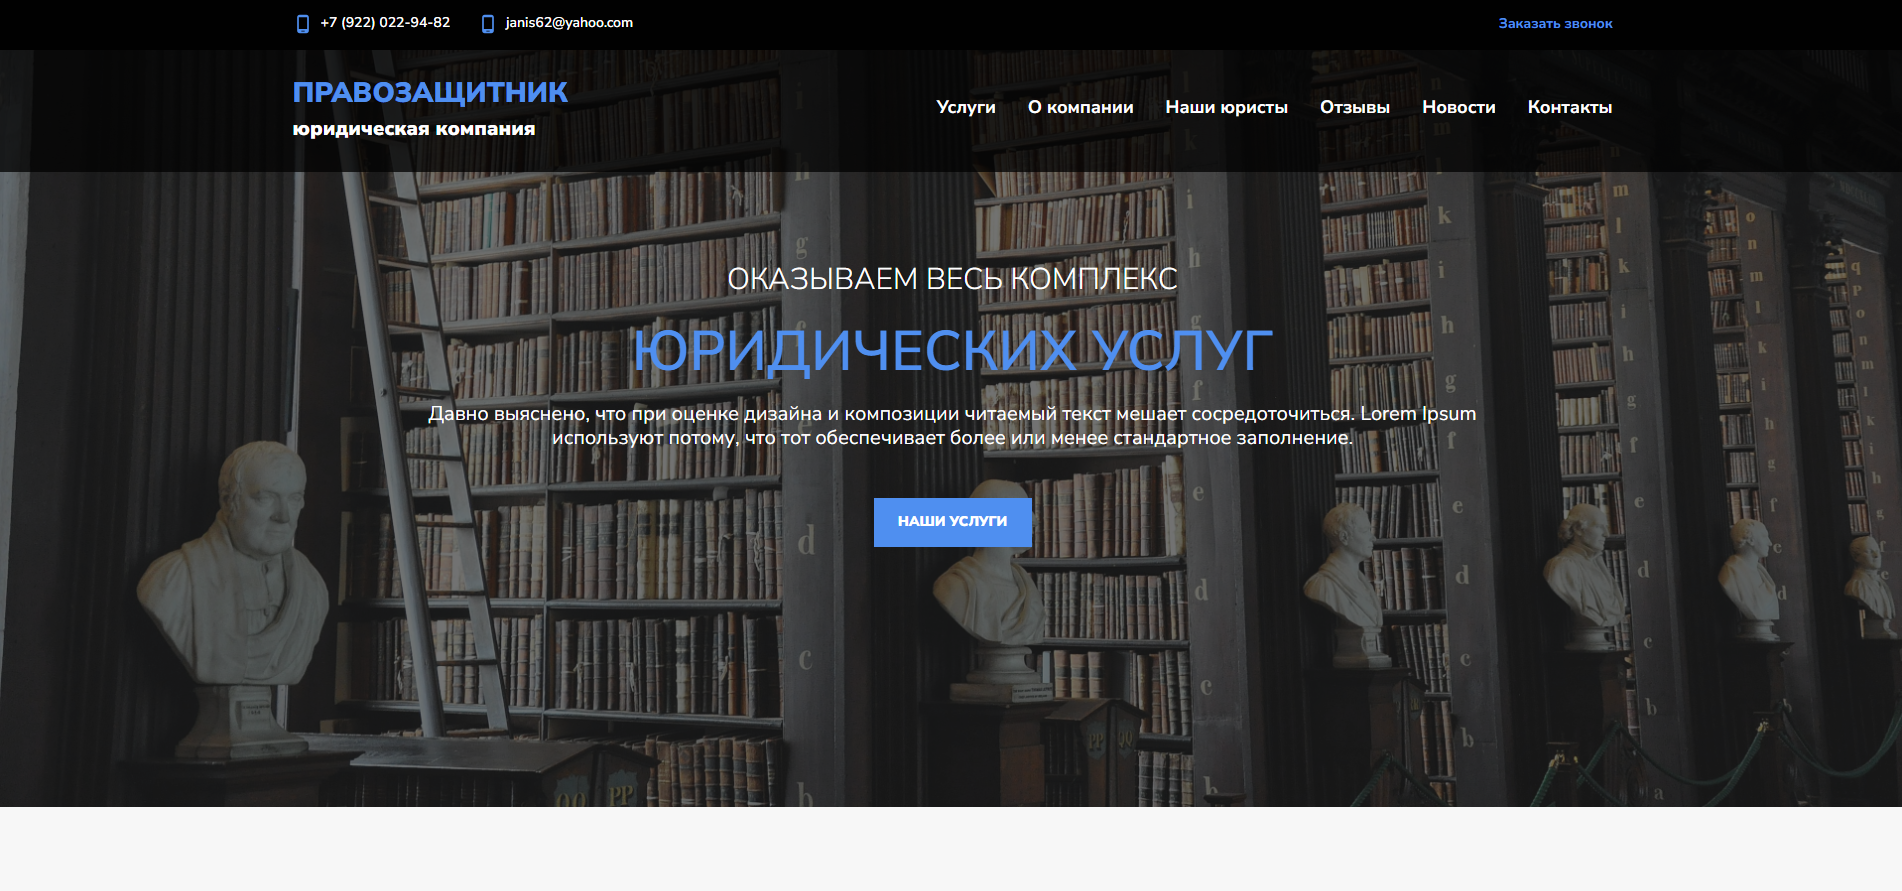 +7 (922) 022-94-82
janis62@yahoo.com
Заказать звонок
ПРАВОЗАЩИТНИК
юридическая компания
Услуги
О компании
Наши юристы
Отзывы
Новости
Контакты
ОКАЗЫВАЕМ ВЕСЬ КОМПЛЕКС
ЮРИДИЧЕСКИХ УСЛУГ
Давно выяснено, что при оценке дизайна и композиции читаемый текст мешает сосредоточиться. Lorem Ipsum
используют потому, что тот обеспечивает более или менее стандартное заполнение.
НАШИ УСЛУГИ